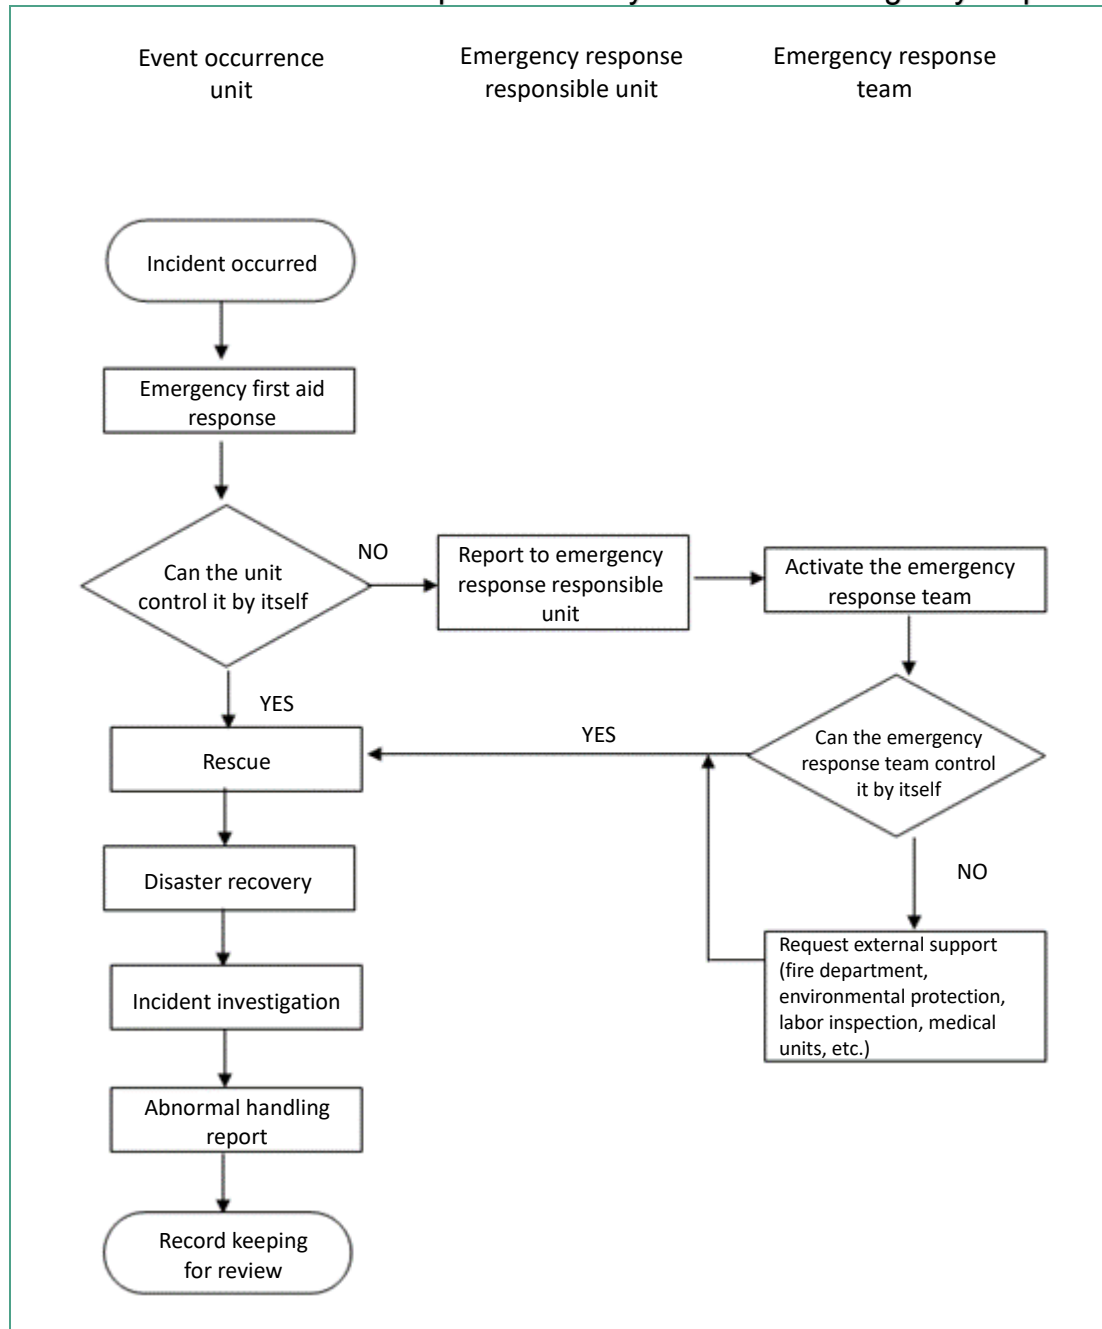 Event occurrence
unit
Emergency response
responsible unit
Emergency response
team
Incident occurred
Emergency first aid
response
Can the unit
control it by itself
NO
Report to emergency
response responsible
unit
Activate the emergency
response team
YES
Rescue
YES
Can the emergency
response team control
it by itself
NO
Disaster recovery
Request external support
(fire department,
environmental protection,
labor inspection, medical
units, etc.)
Incident investigation
Abnormal handling
report
Record keeping
for review